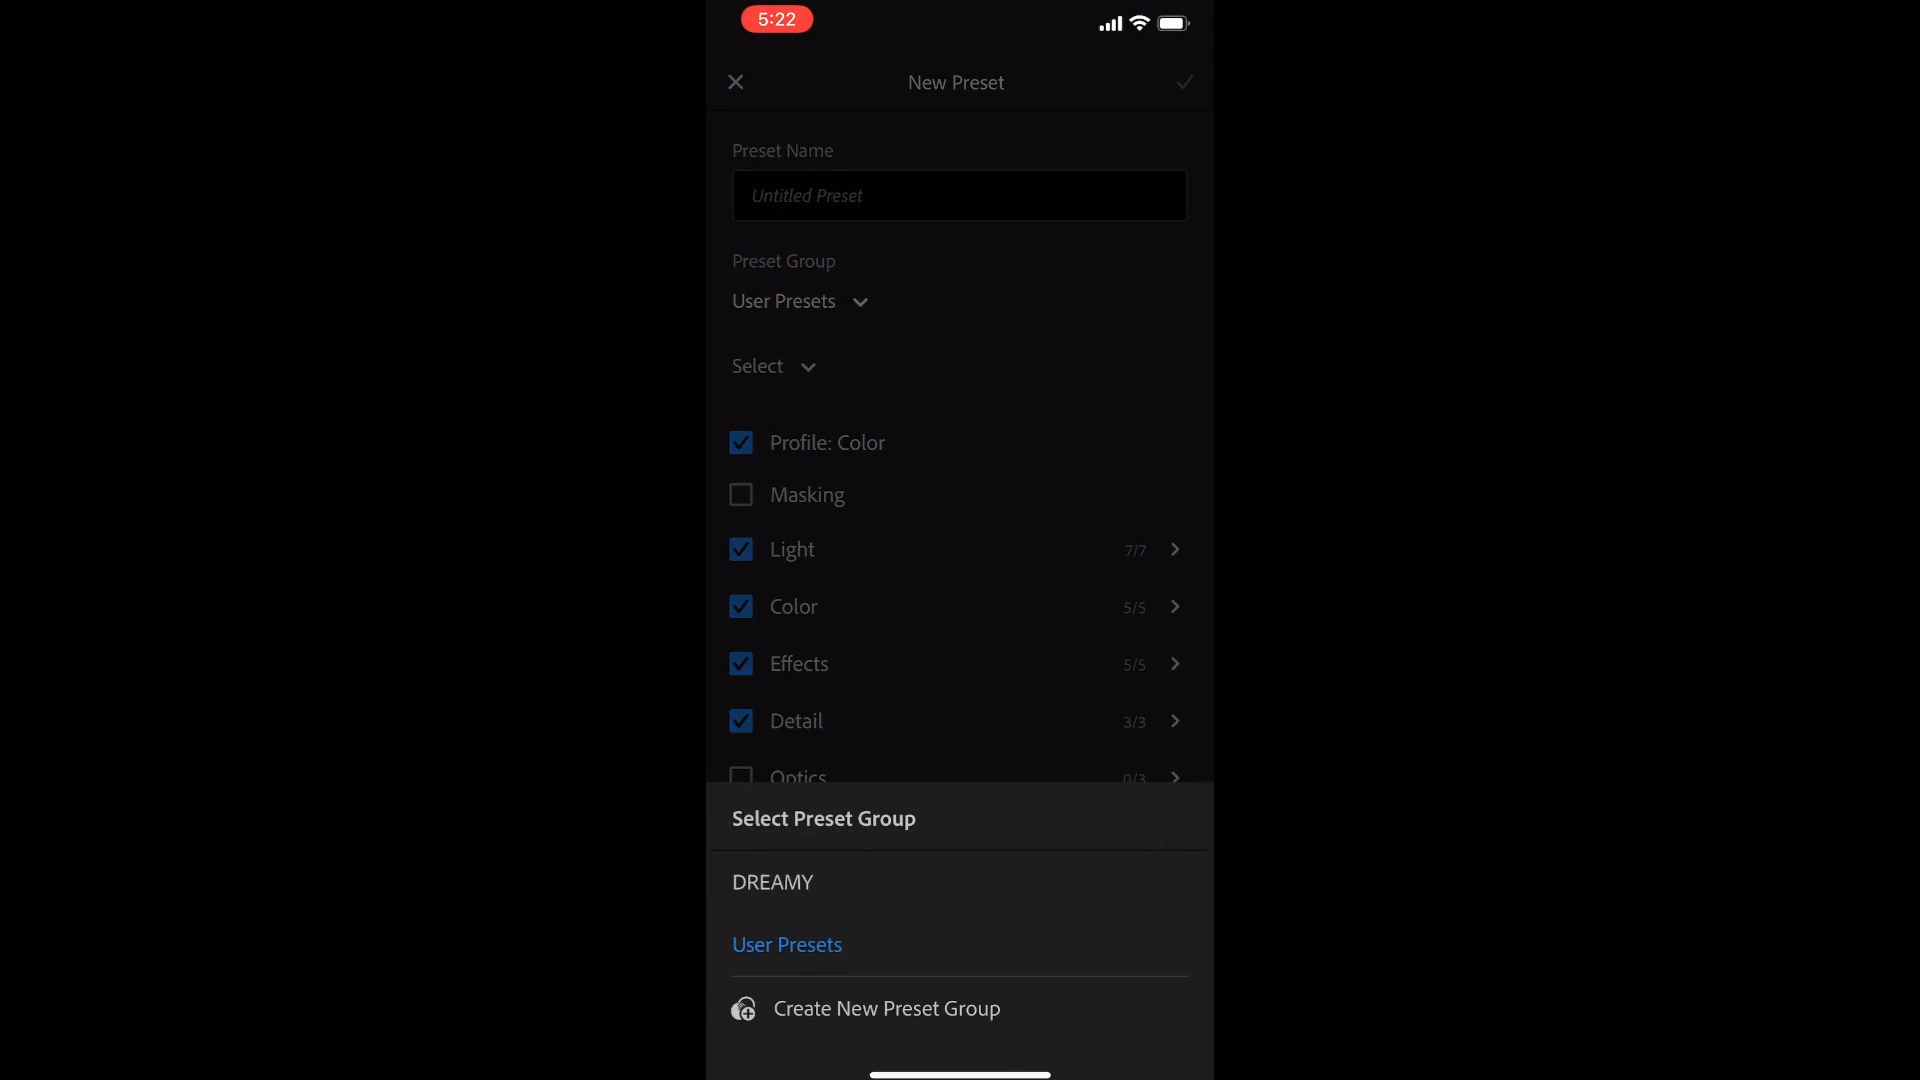 5:22
New Preset
Preset Name
Untitled Preset
Preset Group
User Presets
Select
Profile: Color
Masking
Light 7/7
Color 5/5
Effects 5/5
Detail 3/3
Optics 0/3
Select Preset Group
DREAMY
User Presets
Create New Preset Group